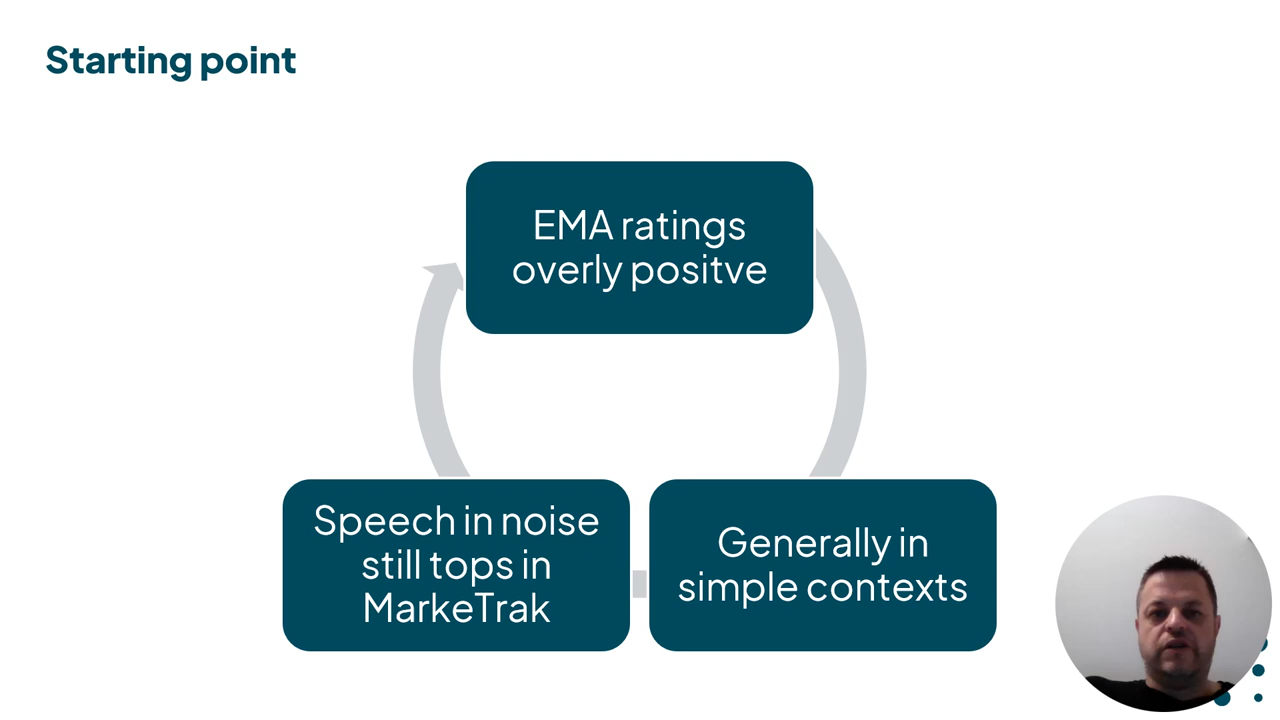 Starting point
EMA ratings
overly positve
Speech in noise
still tops in
MarkeTrak
Generally in
simple contexts